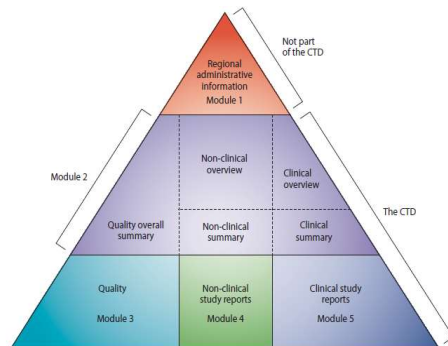 Not part
of the CTD
Regional
administrative
information
Module 1
Module 2
Non-clinical
overview
Clinical
overview
The CTD
Quality overall
summary
Non-clinical
summary
Clinical
summary
Quality
Module 3
Non-clinical
study reports
Module 4
Clinical study
reports
Module 5